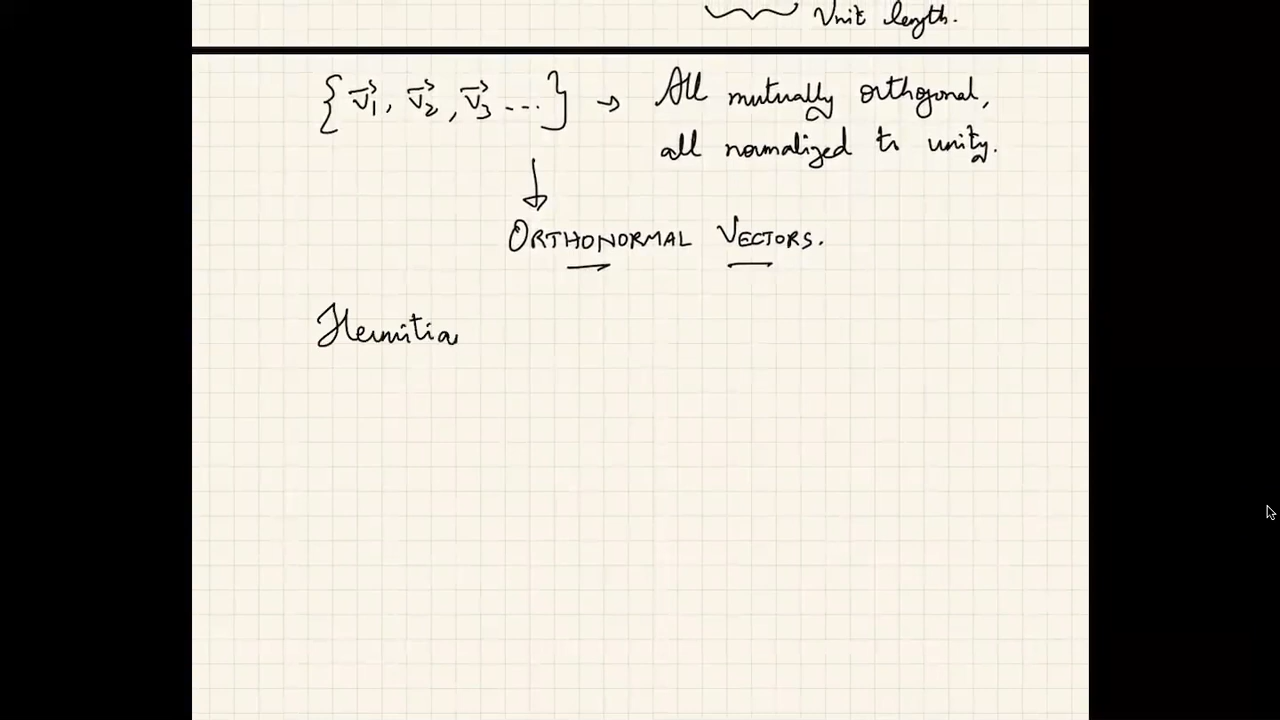 Unit length.
{v⃗1, v⃗2, v⃗3 ...} → All mutually orthogonal,
all normalized to unity.
↓
ORTHONORMAL VECTORS.
Hermitia